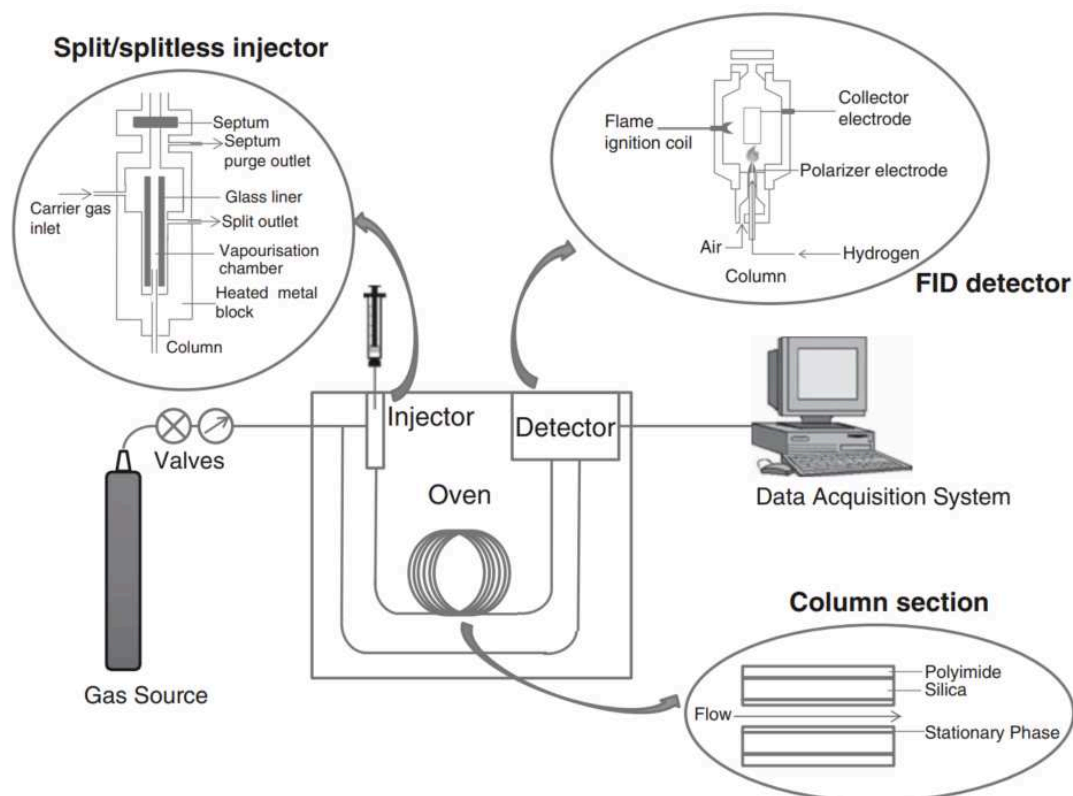 Split/splitless injector
Septum
Septum
purge outlet
Glass liner
Carrier gas
inlet
Split outlet
Vapourisation
chamber
Heated metal
block
Column
Flame
ignition coil
Collector
electrode
Polarizer electrode
Air
Hydrogen
Column
FID detector
Injector
Detector
Valves
Oven
Data Acquisition System
Gas Source
Column section
Polyimide
Silica
Flow
Stationary Phase